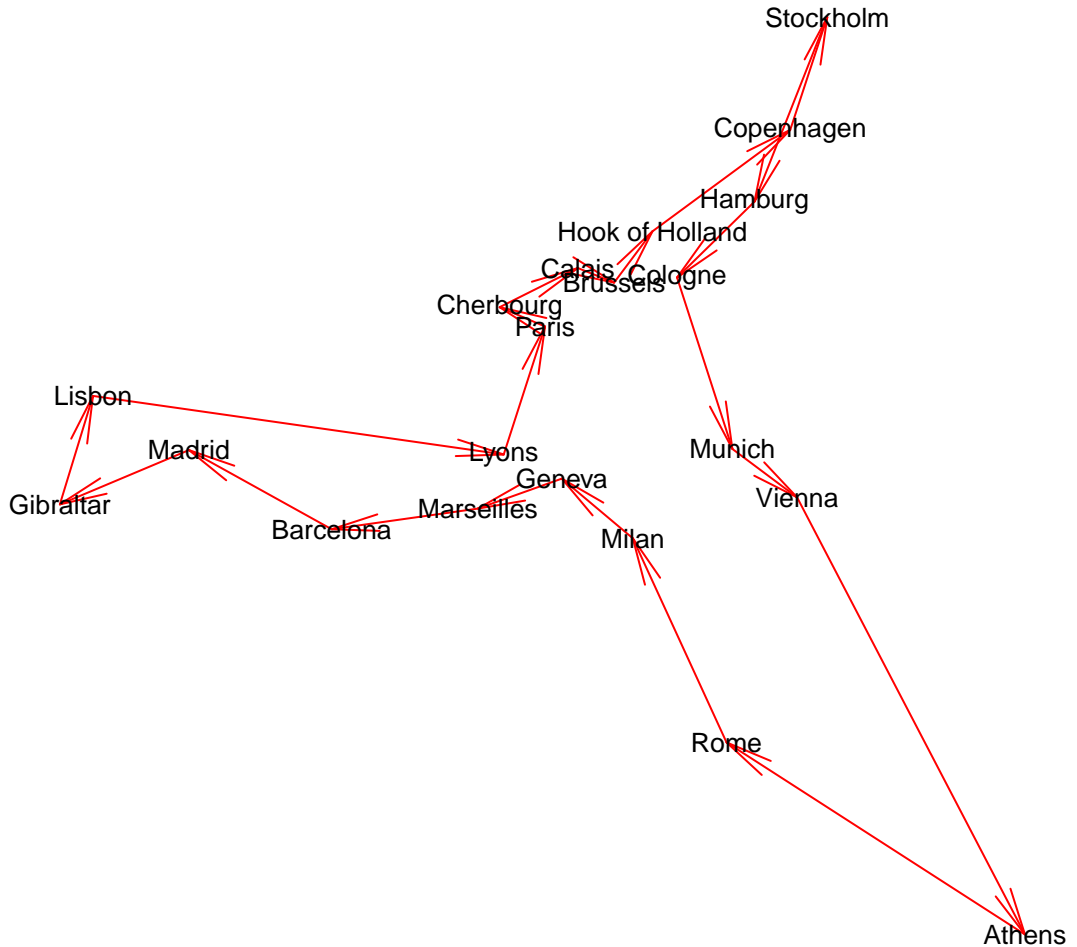 Stockholm
Copenhagen
Hamburg
Hook of Holland
Calais
Cologne
Brussels
Cherbourg
Paris
Lisbon
Madrid
Lyons
Munich
Geneva
Vienna
Gibraltar
Marseilles
Barcelona
Milan
Rome
Athens